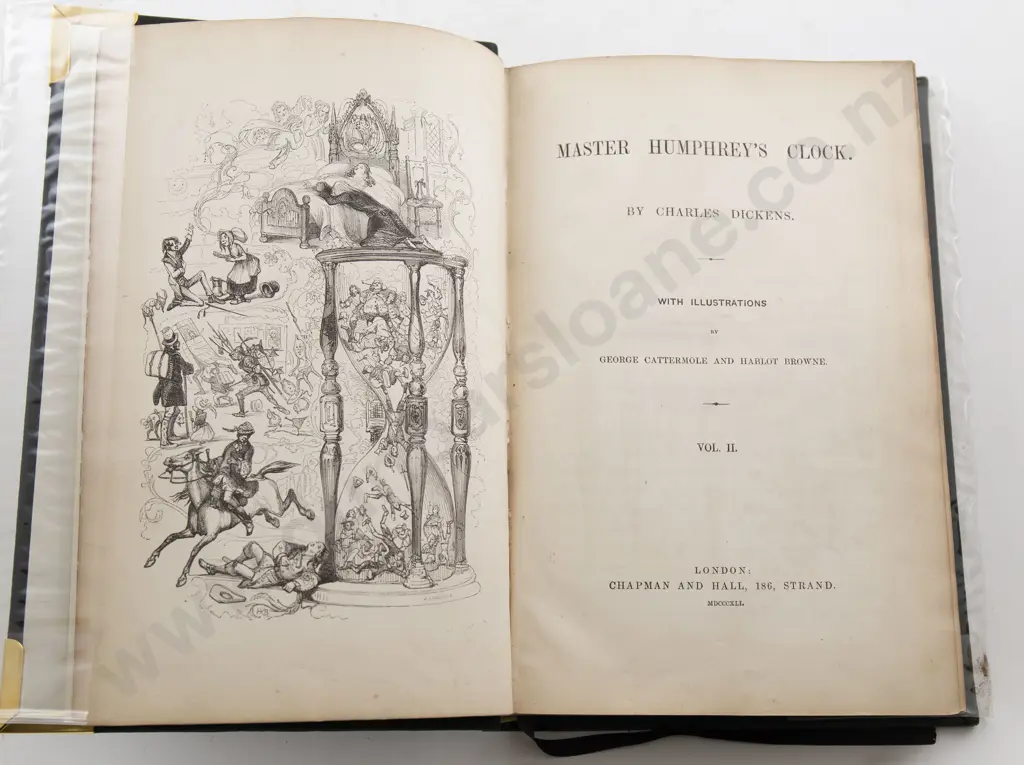 MASTER HUMPHREY'S CLOCK.
BY CHARLES DICKENS.
WITH ILLUSTRATIONS
BY
GEORGE CATTERMOLE AND HABLOT BROWNE.
VOL. II.
LONDON:
CHAPMAN AND HALL, 186, STRAND.
MDCCCXLI.